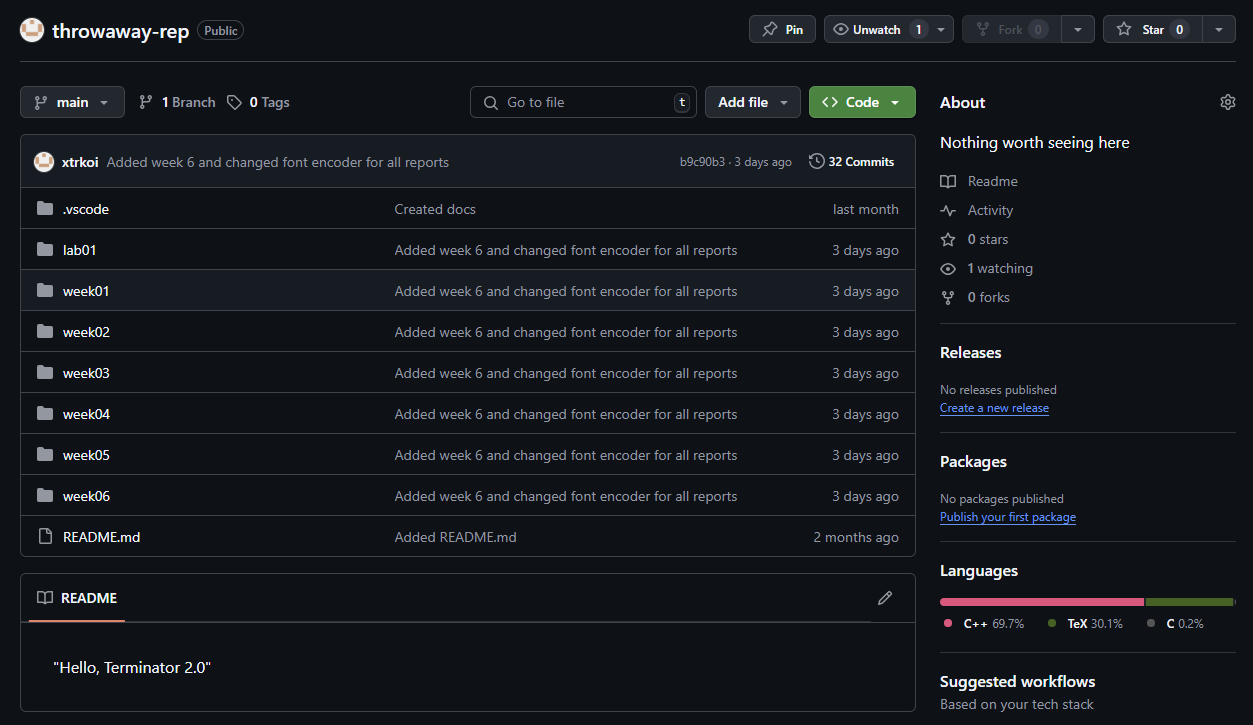 throwaway-rep Public Pin Unwatch 1 Fork 0 Star 0
main 1 Branch 0 Tags Go to file t Add file Code
xtrkoi Added week 6 and changed font encoder for all reports b9c90b3 · 3 days ago 32 Commits
.vscode Created docs last month
lab01 Added week 6 and changed font encoder for all reports 3 days ago
week01 Added week 6 and changed font encoder for all reports 3 days ago
week02 Added week 6 and changed font encoder for all reports 3 days ago
week03 Added week 6 and changed font encoder for all reports 3 days ago
week04 Added week 6 and changed font encoder for all reports 3 days ago
week05 Added week 6 and changed font encoder for all reports 3 days ago
week06 Added week 6 and changed font encoder for all reports 3 days ago
README.md Added README.md 2 months ago
README
"Hello, Terminator 2.0"
About
Nothing worth seeing here
Readme
Activity
0 stars
1 watching
0 forks
Releases
No releases published
Create a new release
Packages
No packages published
Publish your first package
Languages
C++ 69.7% TeX 30.1% C 0.2%
Suggested workflows
Based on your tech stack